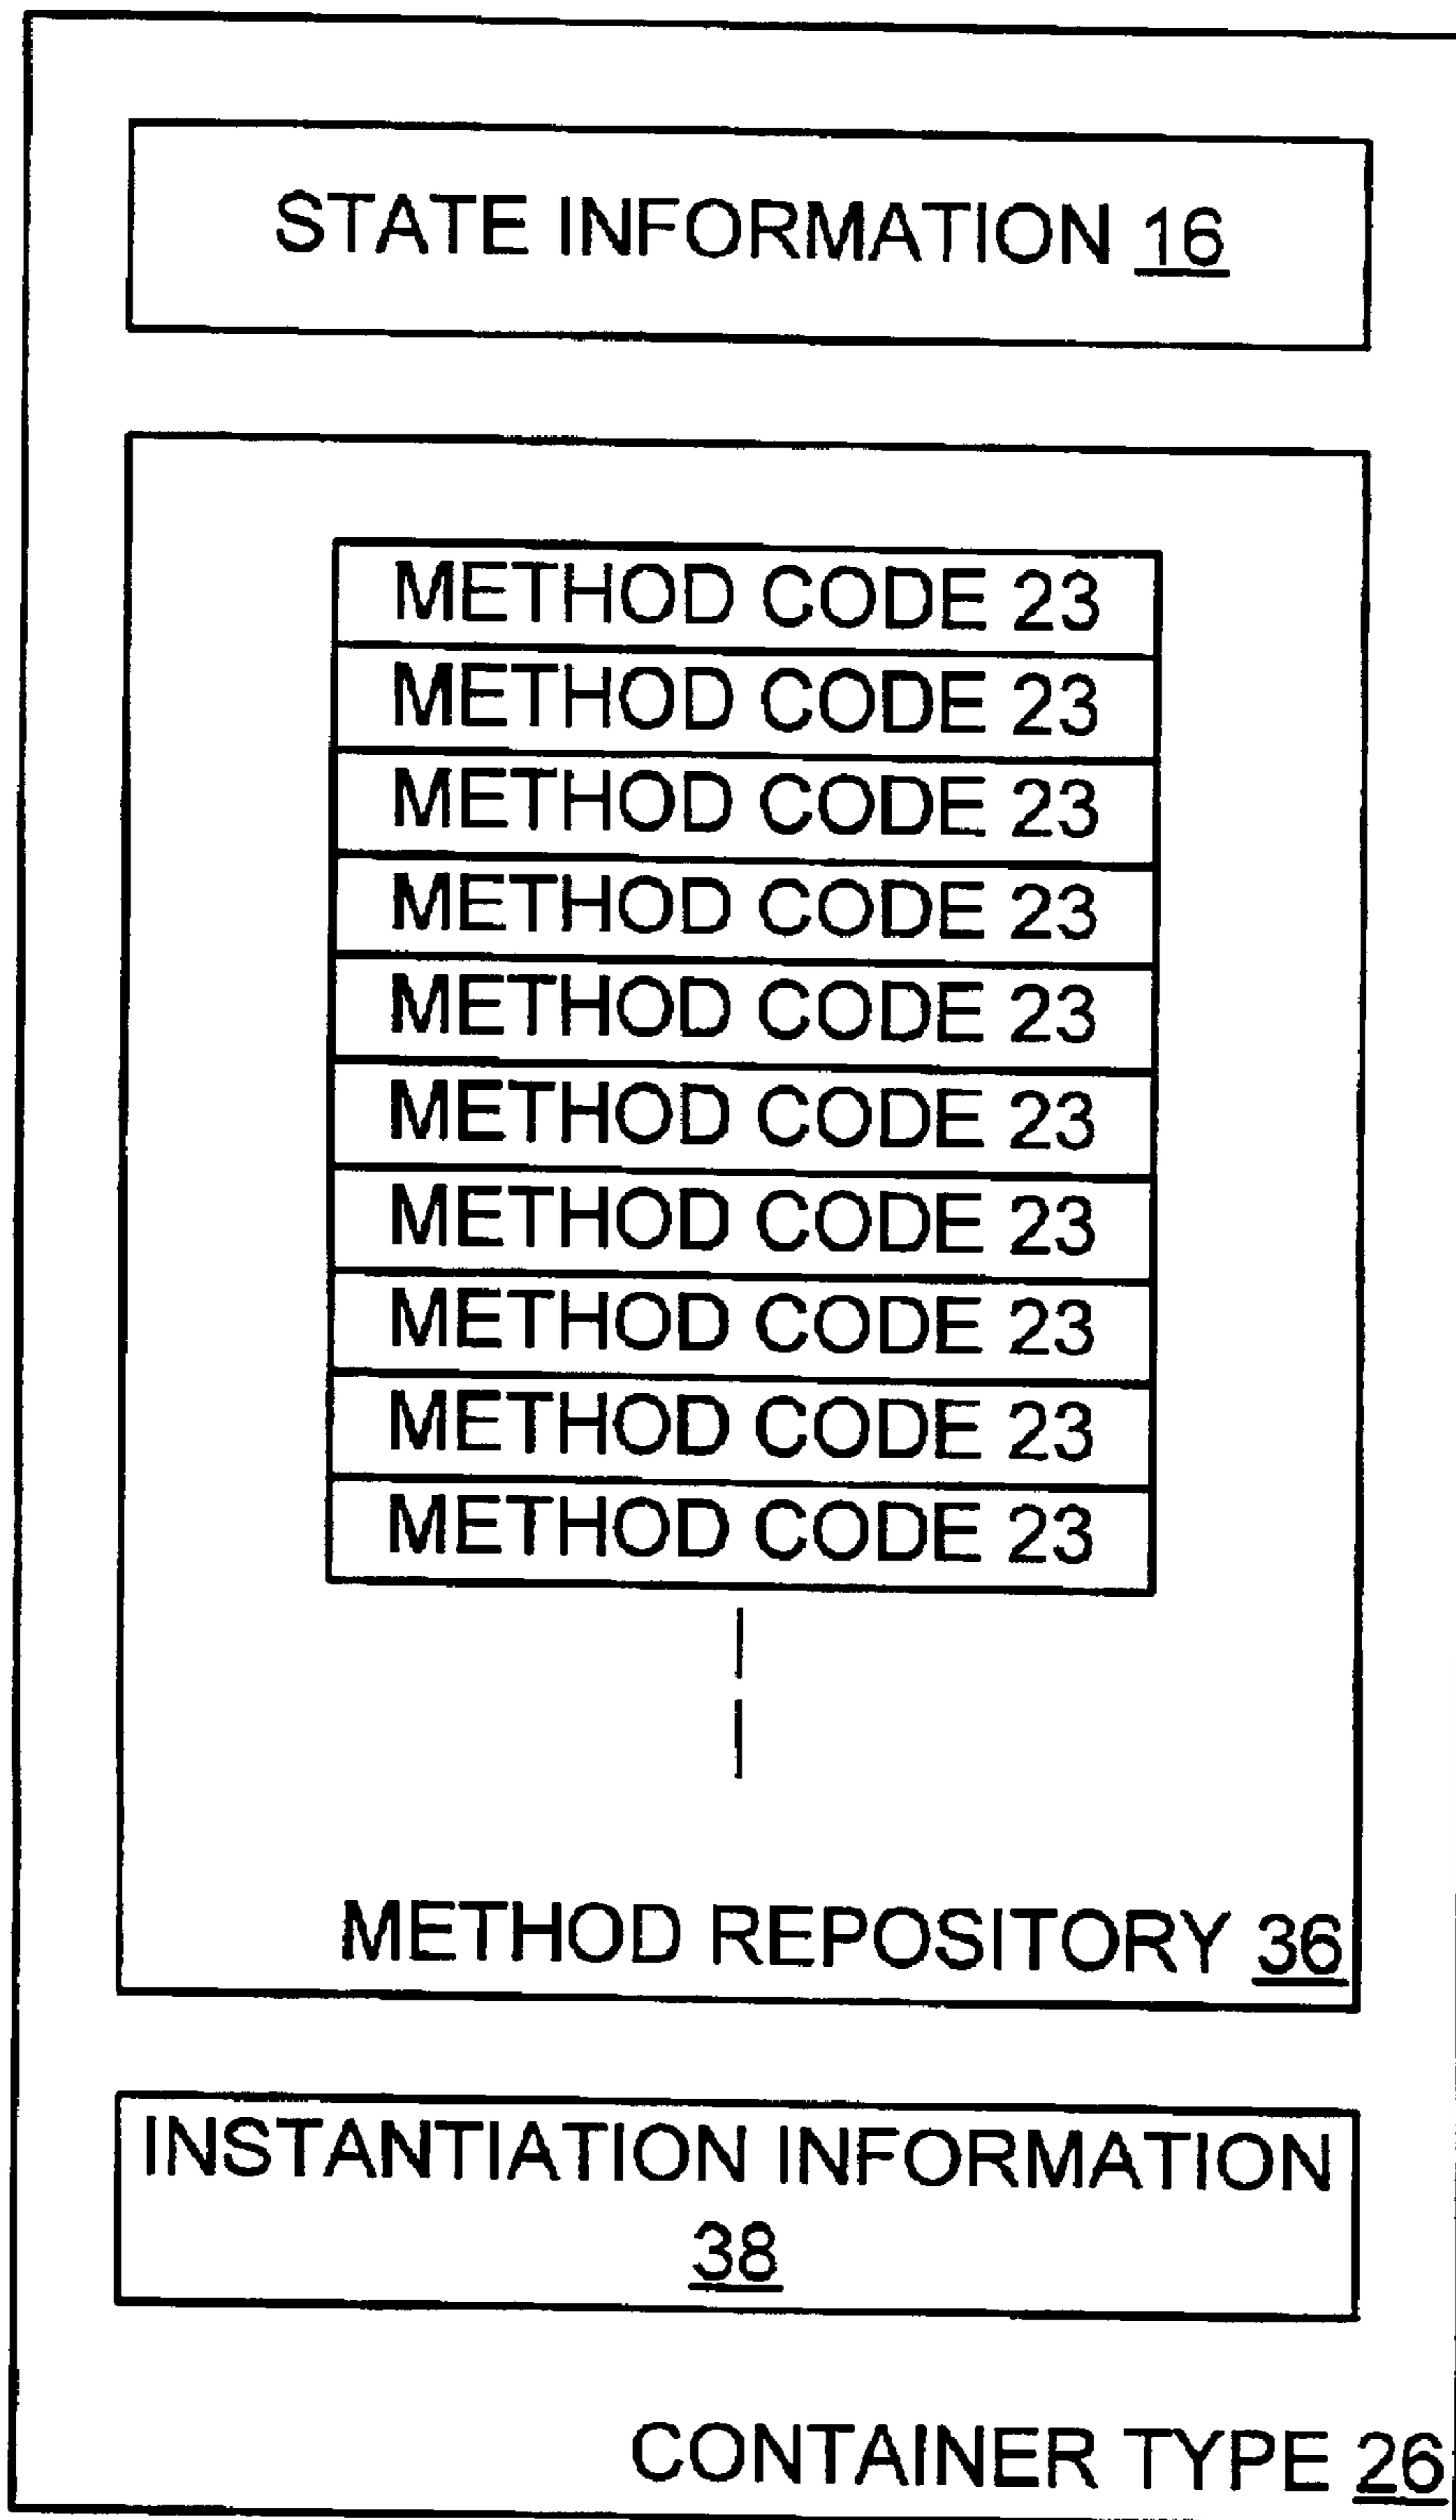 STATE INFORMATION 16
METHOD CODE 23
METHOD CODE 23
METHOD CODE 23
METHOD CODE 23
METHOD CODE 23
METHOD CODE 23
METHOD CODE 23
METHOD CODE 23
METHOD CODE 23
METHOD CODE 23
METHOD REPOSITORY 36
INSTANTIATION INFORMATION
38
CONTAINER TYPE 26